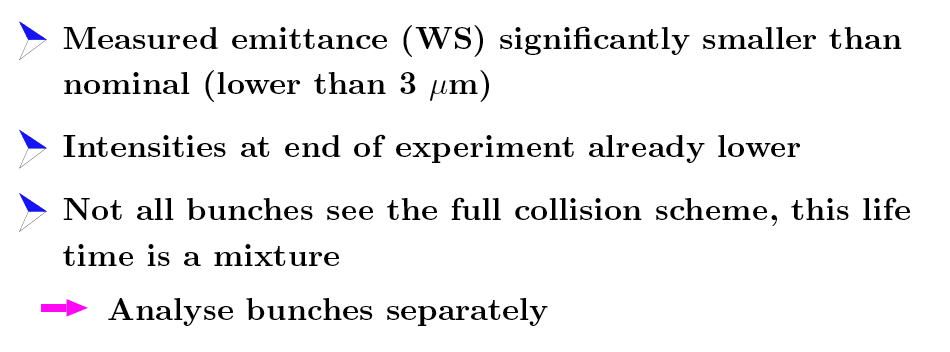 Measured emittance (WS) significantly smaller than
nominal (lower than 3 μm)
Intensities at end of experiment already lower
Not all bunches see the full collision scheme, this life
time is a mixture
Analyse bunches separately